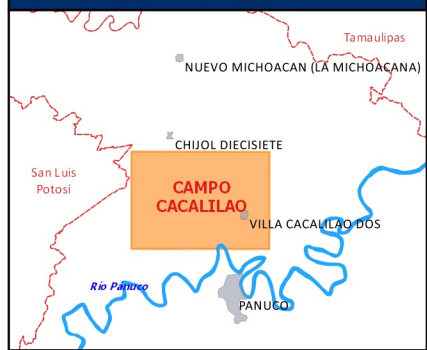 Tamaulipas
NUEVO MICHOACAN (LA MICHOACANA)
CHIJOL DIECISIETE
San Luis
Potosí
CAMPO
CACALILAO
VILLA CACALILAO DOS
Río Panuco
PANUCO